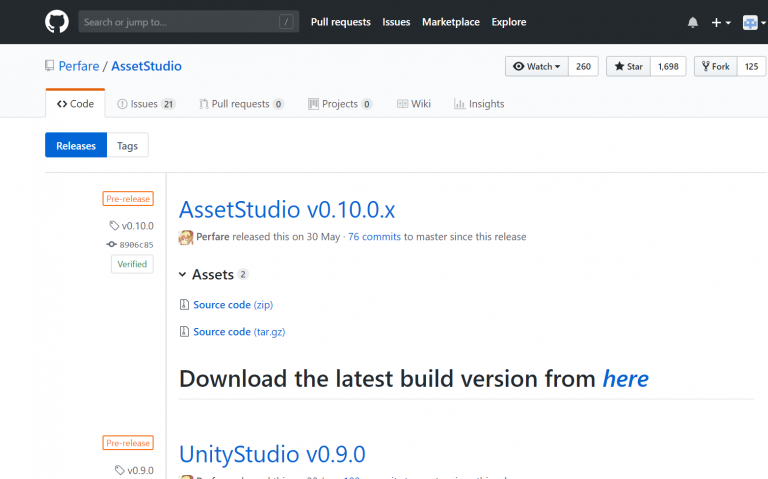 Search or jump to... /
Pull requests Issues Marketplace Explore
Perfare / AssetStudio
Watch 260 Star 1,698 Fork 125
Code Issues 21 Pull requests 0 Projects 0 Wiki Insights
Releases Tags
Pre-release
v0.10.0
8906c85
Verified
AssetStudio v0.10.0.x
Perfare released this on 30 May · 76 commits to master since this release
Assets 2
Source code (zip)
Source code (tar.gz)
Download the latest build version from here
Pre-release
v0.9.0
UnityStudio v0.9.0